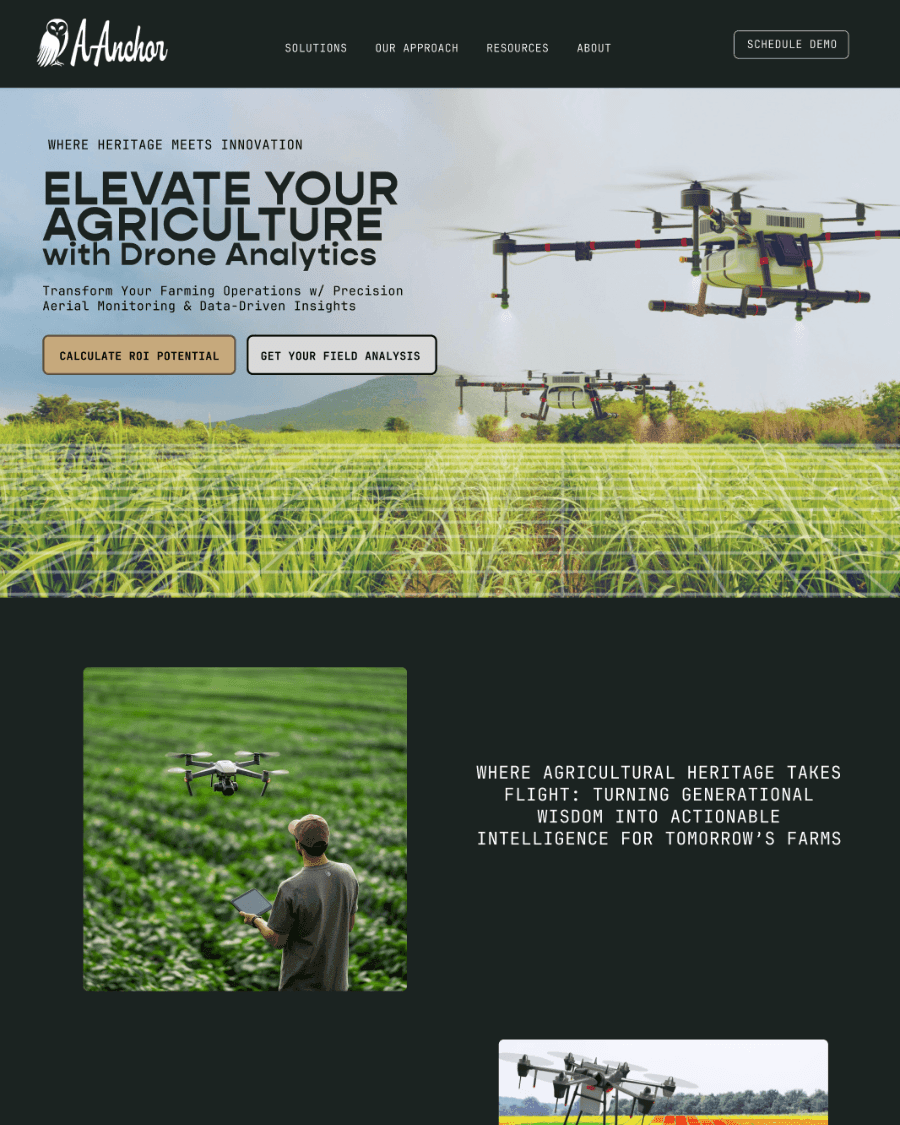 A-Anchor
SOLUTIONS
OUR APPROACH
RESOURCES
ABOUT
SCHEDULE DEMO
WHERE HERITAGE MEETS INNOVATION
ELEVATE YOUR
AGRICULTURE
with Drone Analytics
Transform Your Farming Operations w/ Precision
Aerial Monitoring & Data-Driven Insights
CALCULATE ROI POTENTIAL
GET YOUR FIELD ANALYSIS
WHERE AGRICULTURAL HERITAGE TAKES
FLIGHT: TURNING GENERATIONAL
WISDOM INTO ACTIONABLE
INTELLIGENCE FOR TOMORROW’S FARMS